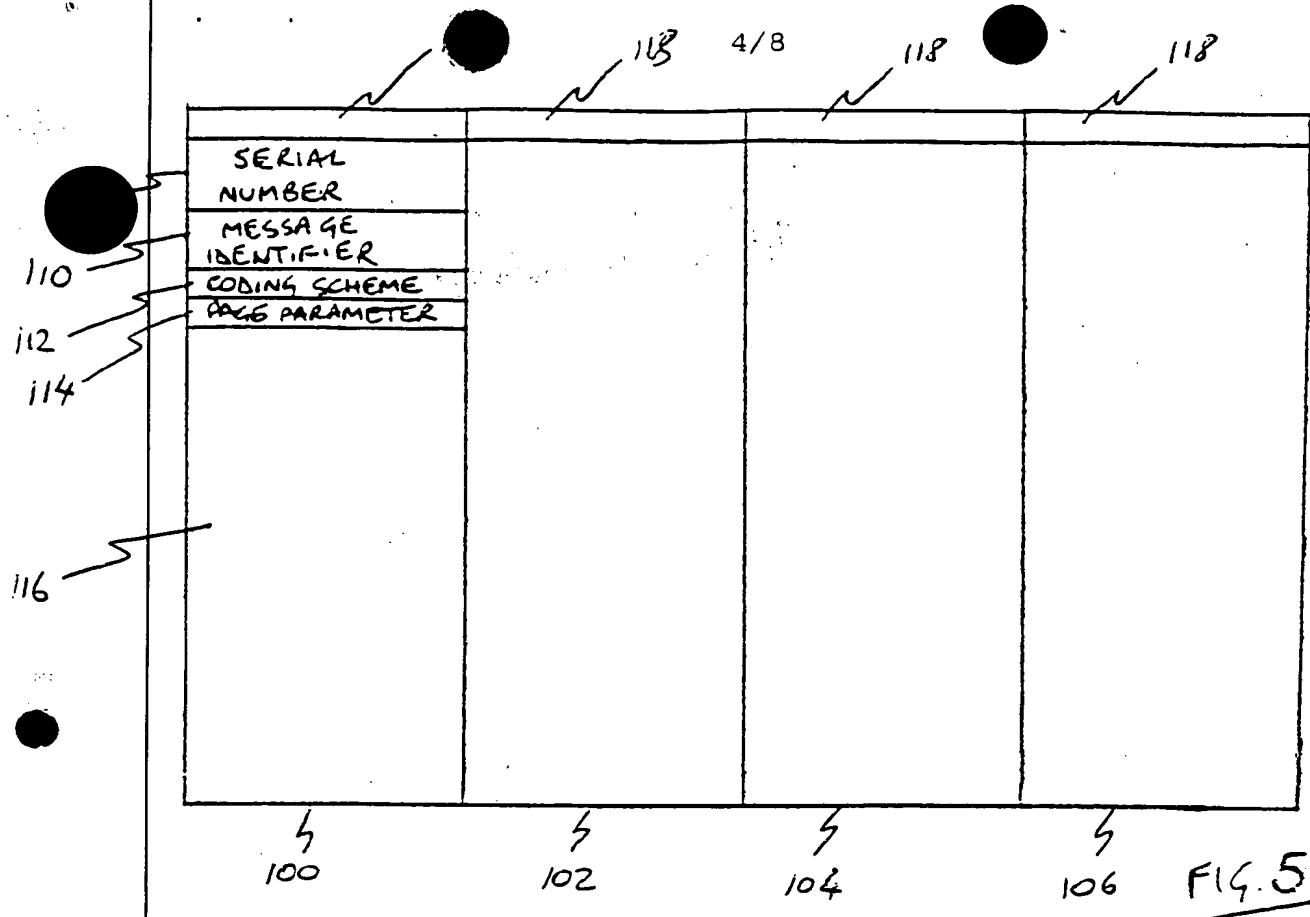 118 4/8 118 118
SERIAL
NUMBER
MESSAGE
IDENTIFIER
110
CODING SCHEME
PAGE PARAMETER
112
114
116
100 102 104 106 FIG. 5